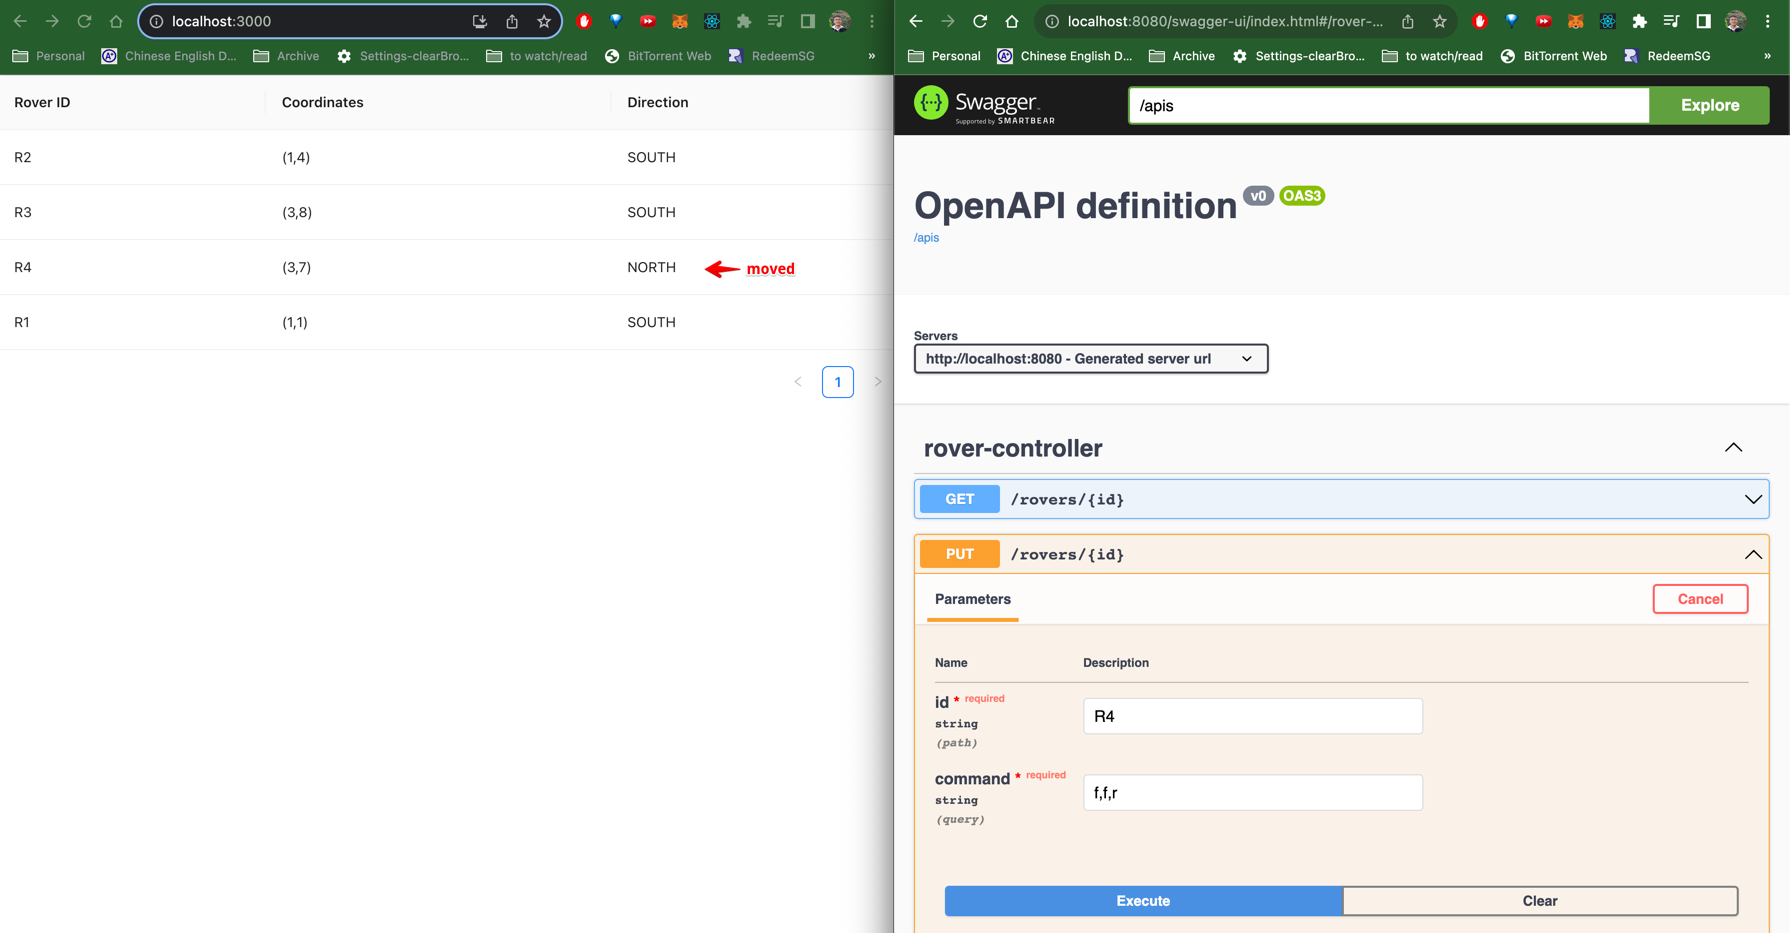 localhost:3000
Personal
Chinese English D...
Archive
Settings-clearBro...
to watch/read
BitTorrent Web
RedeemSG
»
Rover ID Coordinates Direction
R2 (1,4) SOUTH
R3 (3,8) SOUTH
R4 (3,7) NORTH moved
R1 (1,1) SOUTH
< 1 >
localhost:8080/swagger-ui/index.html#/rover-...
Personal
Chinese English D...
Archive
Settings-clearBro...
to watch/read
BitTorrent Web
RedeemSG
»
{···} Swagger™
Supported by SMARTBEAR
/apis
Explore
OpenAPI definition v0 OAS3
/apis
Servers
http://localhost:8080 - Generated server url
rover-controller
GET /rovers/{id}
PUT /rovers/{id}
Parameters
Cancel
Name Description
id * required
string
(path)
R4
command * required
string
(query)
f,f,r
Execute
Clear